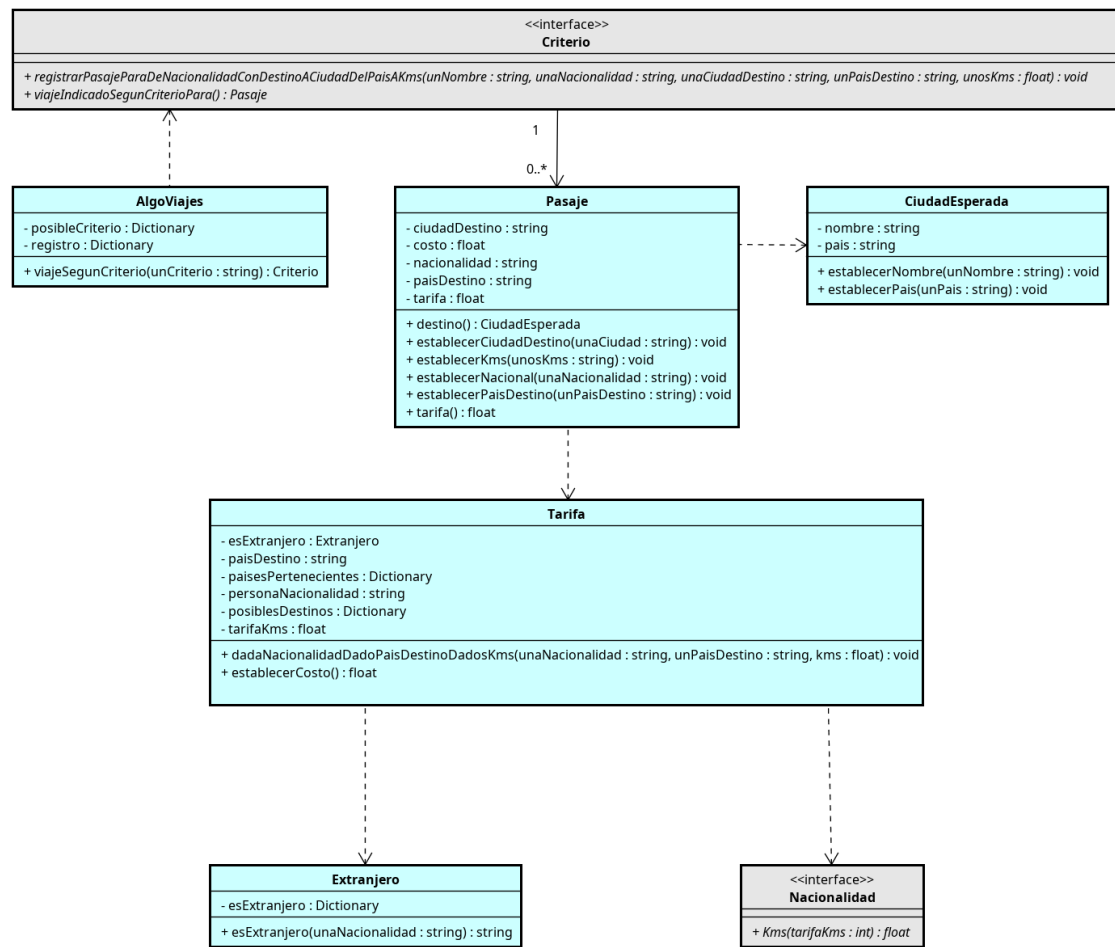 <<interface>>
Criterio
+ registrarPasajeParaDeNacionalidadConDestinoACiudadDelPaisAKms(unNombre : string, unaNacionalidad : string, unaCiudadDestino : string, unPaisDestino : string, unosKms : float) : void
+ viajeIndicadoSegunCriterioPara() : Pasaje
1
0..*
AlgoViajes
- posibleCriterio : Dictionary
- registro : Dictionary
+ viajeSegunCriterio(unCriterio : string) : Criterio
Pasaje
- ciudadDestino : string
- costo : float
- nacionalidad : string
- paisDestino : string
- tarifa : float
+ destino() : CiudadEsperada
+ establecerCiudadDestino(unaCiudad : string) : void
+ establecerKms(unosKms : string) : void
+ establecerNacional(unaNacionalidad : string) : void
+ establecerPaisDestino(unPaisDestino : string) : void
+ tarifa() : float
CiudadEsperada
- nombre : string
- pais : string
+ establecerNombre(unNombre : string) : void
+ establecerPais(unPais : string) : void
Tarifa
- esExtranjero : Extranjero
- paisDestino : string
- paisesPertenecientes : Dictionary
- personaNacionalidad : string
- posiblesDestinos : Dictionary
- tarifaKms : float
+ dadaNacionalidadDadoPaisDestinoDadosKms(unaNacionalidad : string, unPaisDestino : string, kms : float) : void
+ establecerCosto() : float
Extranjero
- esExtranjero : Dictionary
+ esExtranjero(unaNacionalidad : string) : string
<<interface>>
Nacionalidad
+ Kms(tarifaKms : int) : float